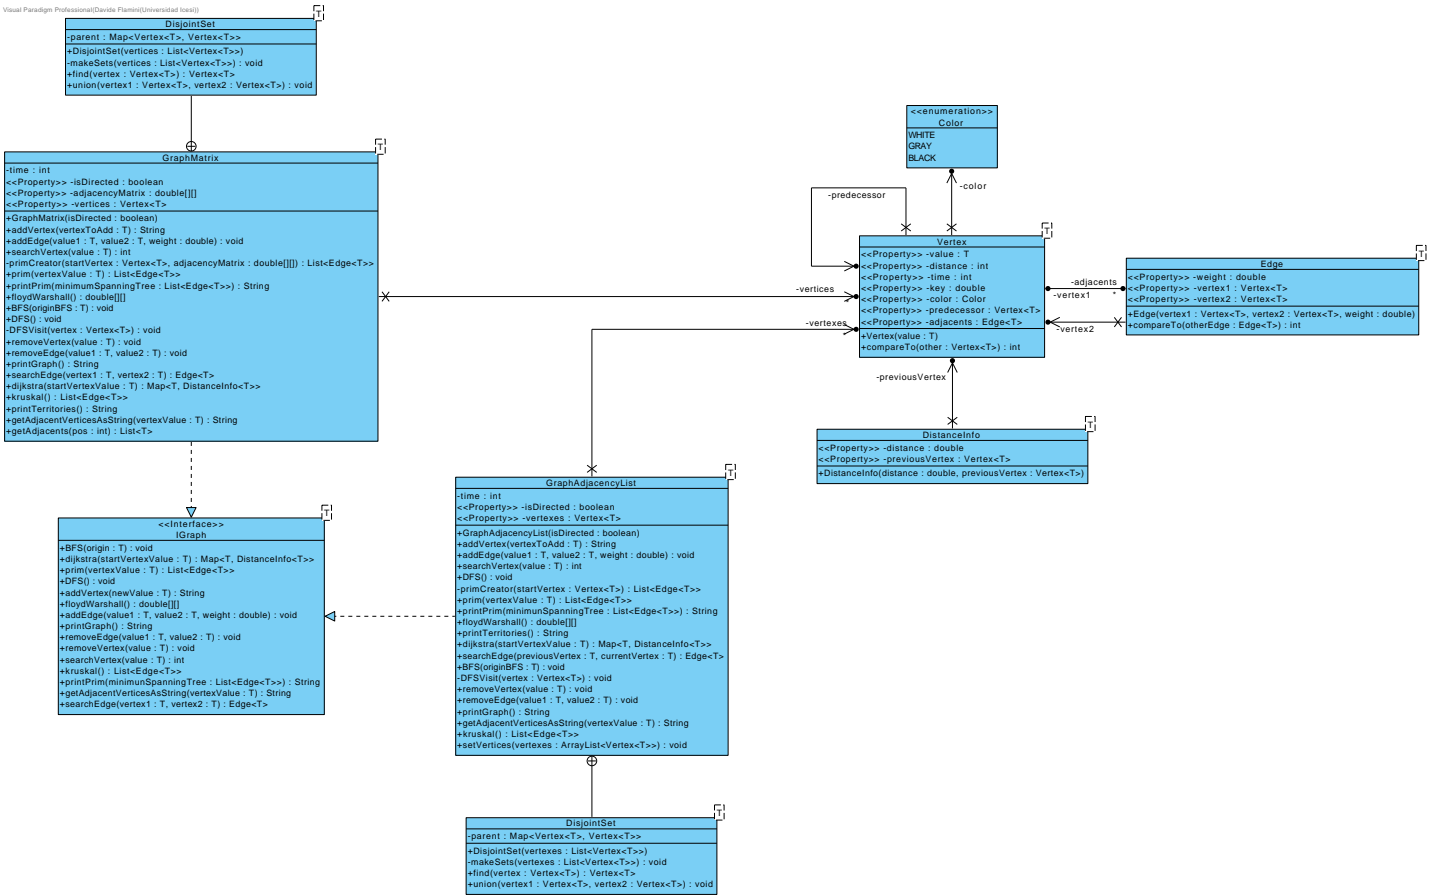 Visual Paradigm Professional(Davide Flamini(Universidad Icesi))
T
DisjointSet
-parent : Map<Vertex<T>, Vertex<T>>
+DisjointSet(vertices : List<Vertex<T>>)
-makeSets(vertices : List<Vertex<T>>) : void
+find(vertex : Vertex<T>) : Vertex<T>
+union(vertex1 : Vertex<T>, vertex2 : Vertex<T>) : void
T
GraphMatrix
-time : int
<<Property>> -isDirected : boolean
<<Property>> -adjacencyMatrix : double[][]
<<Property>> -vertices : Vertex<T>
+GraphMatrix(isDirected : boolean)
+addVertex(vertexToAdd : T) : String
+addEdge(value1 : T, value2 : T, weight : double) : void
+searchVertex(value : T) : int
-primCreator(startVertex : Vertex<T>, adjacencyMatrix : double[][]) : List<Edge<T>>
+prim(vertexValue : T) : List<Edge<T>>
+printPrim(minimumSpanningTree : List<Edge<T>>) : String
+floydWarshall() : double[][]
+BFS(originBFS : T) : void
+DFS() : void
-DFSVisit(vertex : Vertex<T>) : void
+removeVertex(value : T) : void
+removeEdge(value1 : T, value2 : T) : void
+printGraph() : String
+searchEdge(vertex1 : T, vertex2 : T) : Edge<T>
+dijkstra(startVertexValue : T) : Map<T, DistanceInfo<T>>
+kruskal() : List<Edge<T>>
+printTerritories() : String
+getAdjacentVerticesAsString(vertexValue : T) : String
+getAdjacents(pos : int) : List<T>
<<enumeration>>
Color
WHITE
GRAY
BLACK
-color
-predecessor
-vertices
*
-vertexes
*
T
Vertex
<<Property>> -value : T
<<Property>> -distance : int
<<Property>> -time : int
<<Property>> -key : double
<<Property>> -color : Color
<<Property>> -predecessor : Vertex<T>
<<Property>> -adjacents : Edge<T>
+Vertex(value : T)
+compareTo(other : Vertex<T>) : int
-adjacents
-vertex1
*
-vertex2
T
Edge
<<Property>> -weight : double
<<Property>> -vertex1 : Vertex<T>
<<Property>> -vertex2 : Vertex<T>
+Edge(vertex1 : Vertex<T>, vertex2 : Vertex<T>, weight : double)
+compareTo(otherEdge : Edge<T>) : int
-previousVertex
T
DistanceInfo
<<Property>> -distance : double
<<Property>> -previousVertex : Vertex<T>
+DistanceInfo(distance : double, previousVertex : Vertex<T>)
T
<<Interface>>
IGraph
+BFS(origin : T) : void
+dijkstra(startVertexValue : T) : Map<T, DistanceInfo<T>>
+prim(vertexValue : T) : List<Edge<T>>
+DFS() : void
+addVertex(newValue : T) : String
+floydWarshall() : double[][]
+addEdge(value1 : T, value2 : T, weight : double) : void
+printGraph() : String
+removeEdge(value1 : T, value2 : T) : void
+removeVertex(value : T) : void
+searchVertex(value : T) : int
+kruskal() : List<Edge<T>>
+printPrim(minimunSpanningTree : List<Edge<T>>) : String
+getAdjacentVerticesAsString(vertexValue : T) : String
+searchEdge(vertex1 : T, vertex2 : T) : Edge<T>
T
GraphAdjacencyList
-time : int
<<Property>> -isDirected : boolean
<<Property>> -vertexes : Vertex<T>
+GraphAdjacencyList(isDirected : boolean)
+addVertex(vertexToAdd : T) : String
+addEdge(value1 : T, value2 : T, weight : double) : void
+searchVertex(value : T) : int
+DFS() : void
-primCreator(startVertex : Vertex<T>) : List<Edge<T>>
+prim(vertexValue : T) : List<Edge<T>>
+printPrim(minimunSpanningTree : List<Edge<T>>) : String
+floydWarshall() : double[][]
+printTerritories() : String
+dijkstra(startVertexValue : T) : Map<T, DistanceInfo<T>>
+searchEdge(previousVertex : T, currentVertex : T) : Edge<T>
+BFS(originBFS : T) : void
-DFSVisit(vertex : Vertex<T>) : void
+removeVertex(value : T) : void
+removeEdge(value1 : T, value2 : T) : void
+printGraph() : String
+getAdjacentVerticesAsString(vertexValue : T) : String
+kruskal() : List<Edge<T>>
+setVertices(vertexes : ArrayList<Vertex<T>>) : void
T
DisjointSet
-parent : Map<Vertex<T>, Vertex<T>>
+DisjointSet(vertexes : List<Vertex<T>>)
-makeSets(vertexes : List<Vertex<T>>) : void
+find(vertex : Vertex<T>) : Vertex<T>
+union(vertex1 : Vertex<T>, vertex2 : Vertex<T>) : void